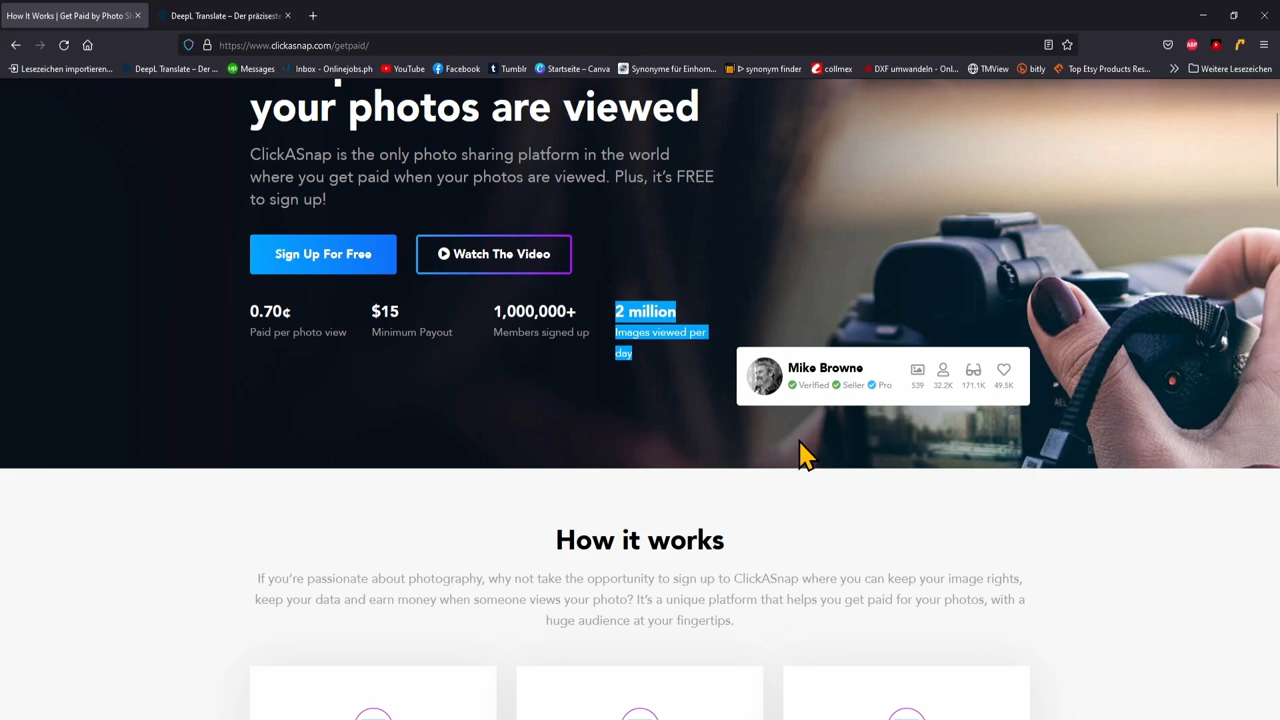 How It Works | Get Paid by Photo Sh
DeepL Translate – Der präziseste
https://www.clickasnap.com/getpaid/
Lesezeichen importieren...
DeepL Translate – Der ...
Messages
Inbox - Onlinejobs.ph
YouTube
Facebook
Tumblr
Startseite – Canva
Synonyme für Einhorn...
ᐅ synonym finder
collmex
DXF umwandeln - Onl...
TMView
bitly
Top Etsy Products Res...
Weitere Lesezeichen
your photos are viewed
ClickASnap is the only photo sharing platform in the world
where you get paid when your photos are viewed. Plus, it's FREE
to sign up!
Sign Up For Free
Watch The Video
0.70¢
$15
1,000,000+
2 million
Paid per photo view
Minimum Payout
Members signed up
Images viewed per
day
Mike Browne
Verified Seller Pro
539 32.2K 171.1K 49.5K
How it works
If you're passionate about photography, why not take the opportunity to sign up to ClickASnap where you can keep your image rights,
keep your data and earn money when someone views your photo? It's a unique platform that helps you get paid for your photos, with a
huge audience at your fingertips.